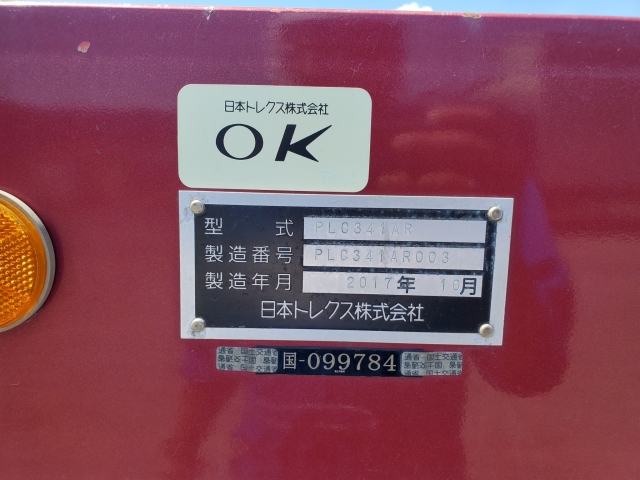 日本トレクス株式会社
OK
型 式 PLC341AR
製造番号 PLC341AR003
製造年月 2017年 10月
日本トレクス株式会社
国-099784